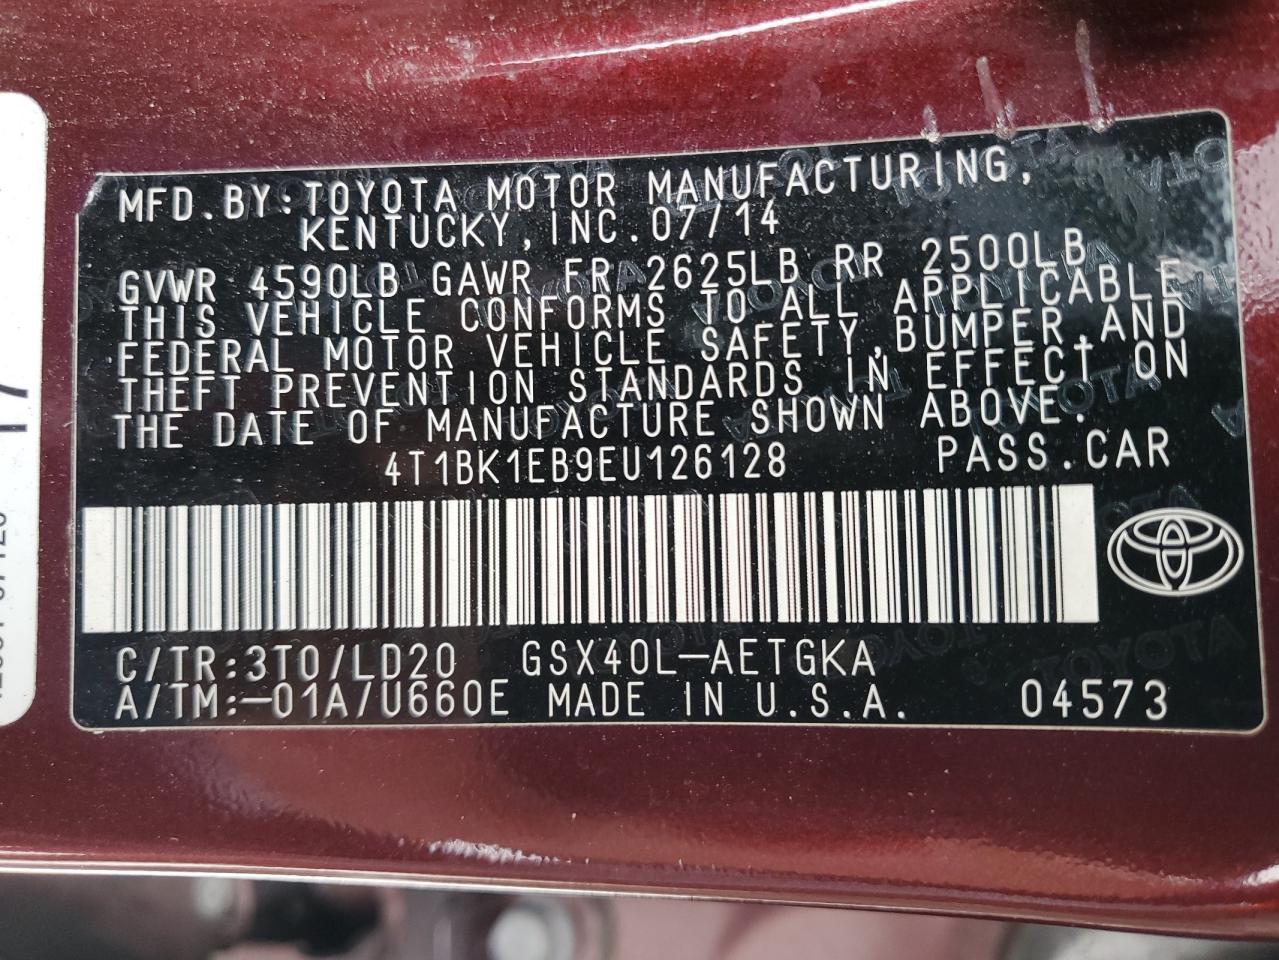 MFD.BY:TOYOTA MOTOR MANUFACTURING,
KENTUCKY, INC. 07/14
GVWR 4590LB GAWR FR 2625LB RR 2500LB
THIS VEHICLE CONFORMS TO ALL APPLICABLE
FEDERAL MOTOR VEHICLE SAFETY, BUMPER, AND
THEFT PREVENTION STANDARDS IN EFFECT ON
THE DATE OF MANUFACTURE SHOWN ABOVE.
4T1BK1EB9EU126128 PASS.CAR
C/TR:3T0/LD20 GSX40L-AETGKA
A/TM:-01A/U660E MADE IN U.S.A. 04573
17